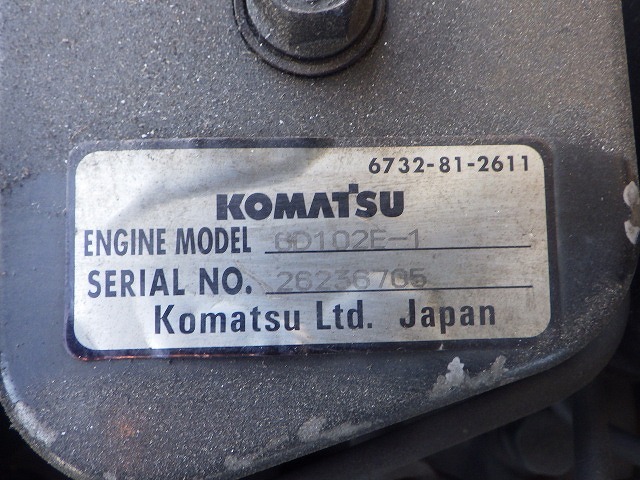 6732-81-2611
KOMATSU
ENGINE MODEL 6D102E-1
SERIAL NO. 26236705
Komatsu Ltd. Japan